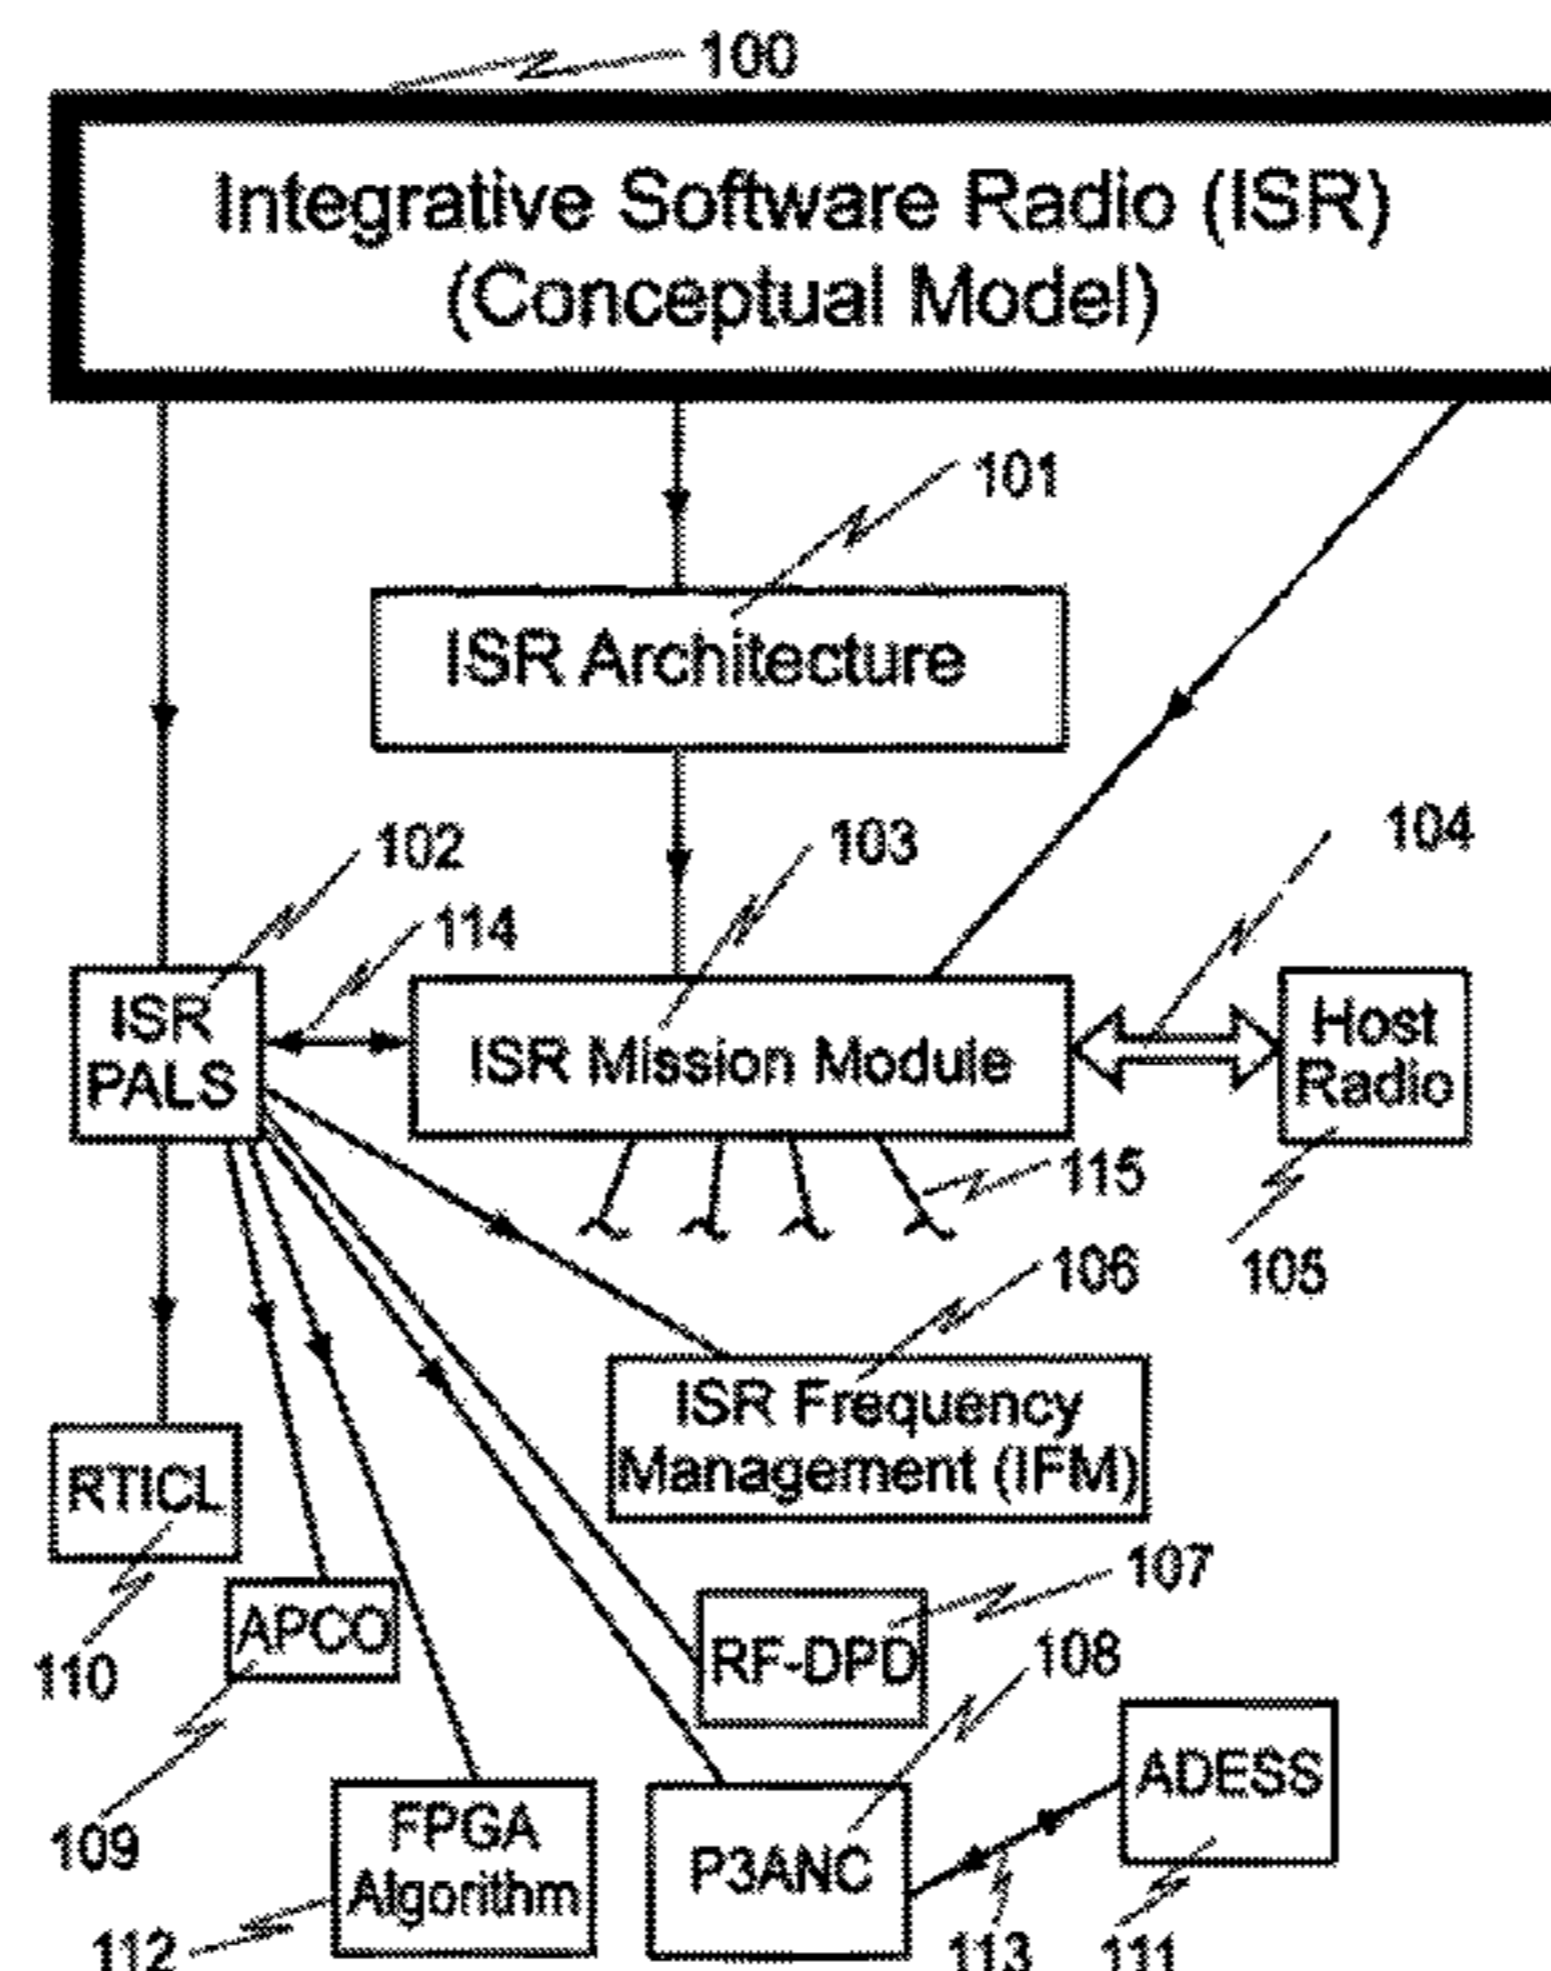 100
Integrative Software Radio (ISR)
(Conceptual Model)
101
ISR Architecture
102
103
104
114
ISR
PALS
ISR Mission Module
Host
Radio
115
105
106
ISR Frequency
Management (IFM)
RTICL
107
APCO
RF-DPD
108
110
109
FPGA
Algorithm
P3ANC
ADESS
112
113
111